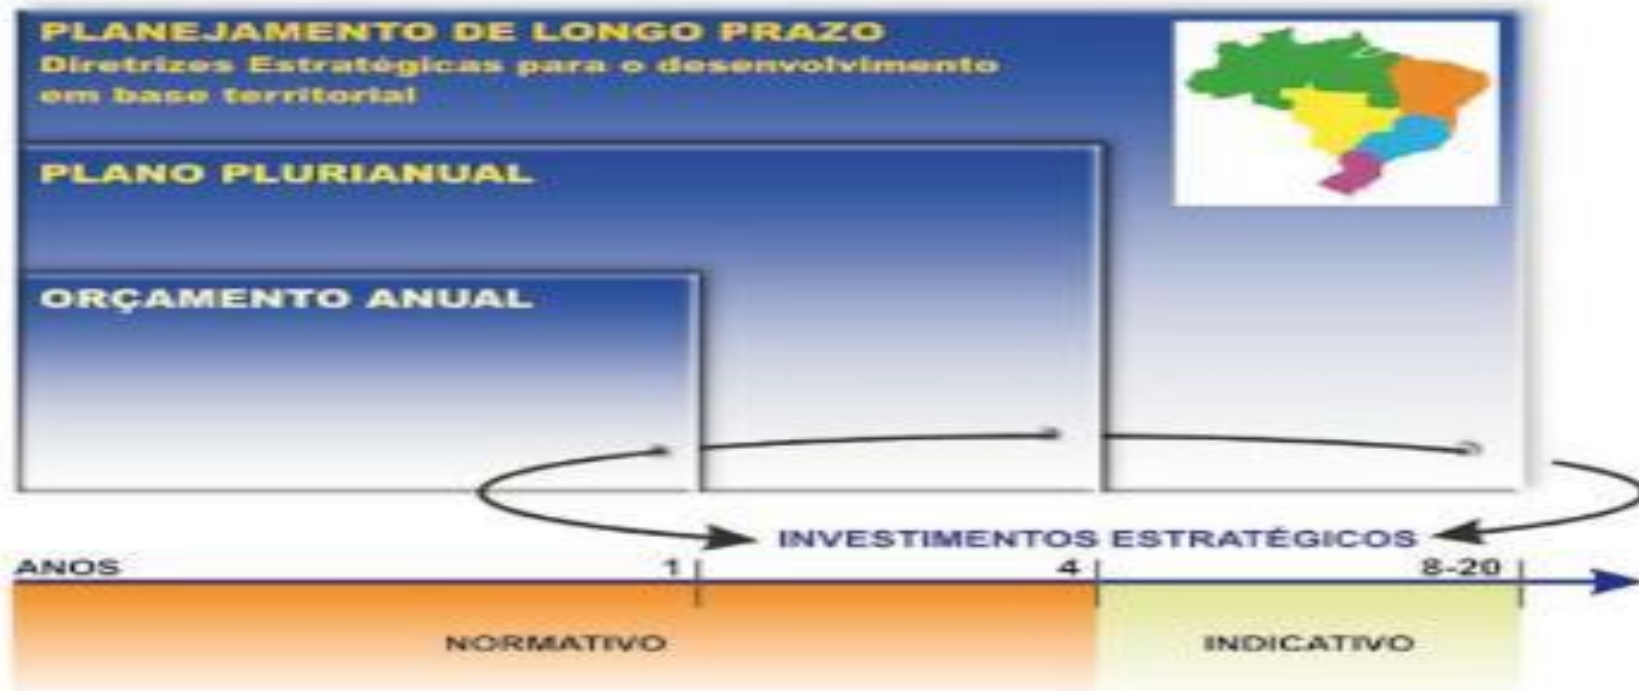 PLANEJAMENTO DE LONGO PRAZO
Diretrizes Estratégicas para o desenvolvimento
em base territorial
PLANO PLURIANUAL
ORÇAMENTO ANUAL
INVESTIMENTOS ESTRATÉGICOS
ANOS 1 4 8-20
NORMATIVO INDICATIVO